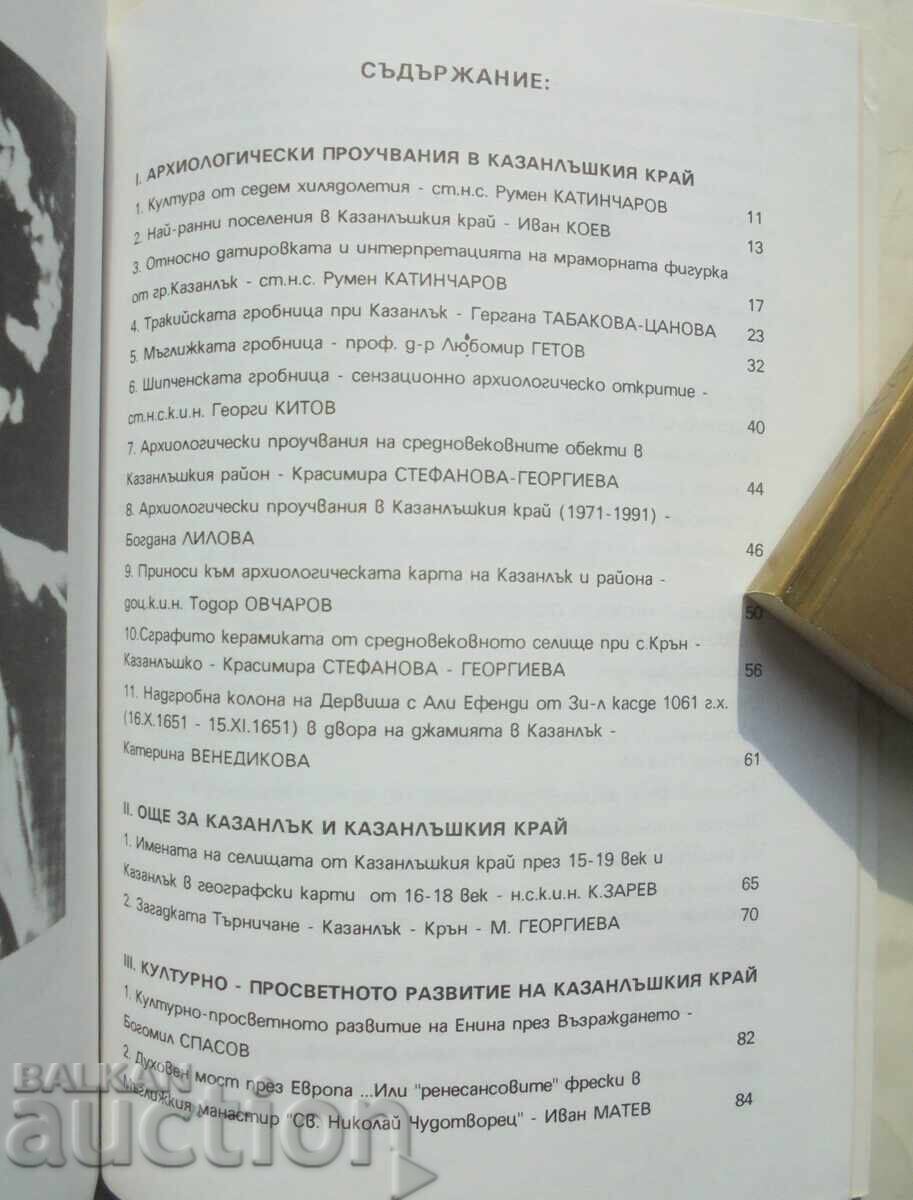 СЪДЪРЖАНИЕ:
I. АРХИОЛОГИЧЕСКИ ПРОУЧВАНИЯ В КАЗАНЛЪШКИЯ КРАЙ
1. Култура от седем хилядолетия - ст.н.с. Румен КАТИНЧАРОВ 11
2. Най-ранни поселения в Казанлъшкия край - Иван КОЕВ 13
3. Относно датировката и интерпретацията на мраморната фигурка
от гр.Казанлък - ст.н.с. Румен КАТИНЧАРОВ 17
4. Тракийската гробница при Казанлък - Гергана ТАБАКОВА-ЦАНОВА 23
5. Мъглижката гробница - проф. д-р Любомир ГЕТОВ 32
6. Шипченската гробница - сензационно археологическо откритие -
ст.н.с.к.и.н. Георги КИТОВ 40
7. Архиологически проучвания на средновековните обекти в
Казанлъшкия район - Красимира СТЕФАНОВА-ГЕОРГИЕВА 44
8. Архиологически проучвания в Казанлъшкия край (1971-1991) -
Богдана ЛИЛОВА 46
9. Приноси към архиологическата карта на Казанлък и района -
доц.к.и.н. Тодор ОВЧАРОВ 50
10.Сграфито керамиката от средновековното селище при с.Крън -
Казанлъшко - Красимира СТЕФАНОВА - ГЕОРГИЕВА 56
11. Надгробна колона на Дервиша с Али Ефенди от Зи-л касде 1061 г.х.
(16.X.1651 - 15.XI.1651) в двора на джамията в Казанлък -
Катерина ВЕНЕДИКОВА 61
II. ОЩЕ ЗА КАЗАНЛЪК И КАЗАНЛЪШКИЯ КРАЙ
1. Имената на селищата от Казанлъшкия край през 15-19 век и
Казанлък в географски карти от 16-18 век - н.с.к.и.н. К.ЗАРЕВ 65
2. Загадката Търничане - Казанлък - Крън - М. ГЕОРГИЕВА 70
III. КУЛТУРНО - ПРОСВЕТНОТО РАЗВИТИЕ НА КАЗАНЛЪШКИЯ КРАЙ
1. Културно-просветното развитие на Енина през Възраждането -
Богомил СПАСОВ 82
2. Духовен мост през Европа ...Или "ренесансовите" фрески в
Мъглижкия манастир "Св. Николай Чудотворец" - Иван МАТЕВ 84
BALKAN
auction